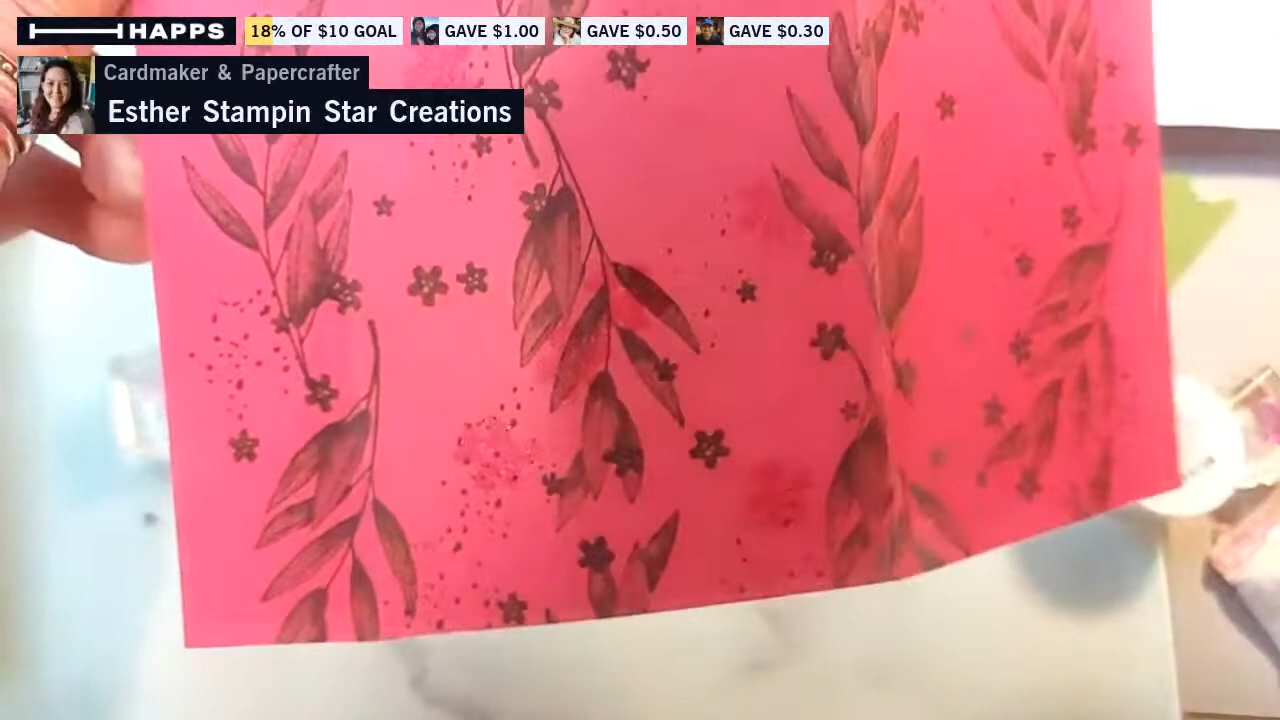 HAPPS
18% OF $10 GOAL
GAVE $1.00
GAVE $0.50
GAVE $0.30
Cardmaker & Papercrafter
Esther Stampin Star Creations